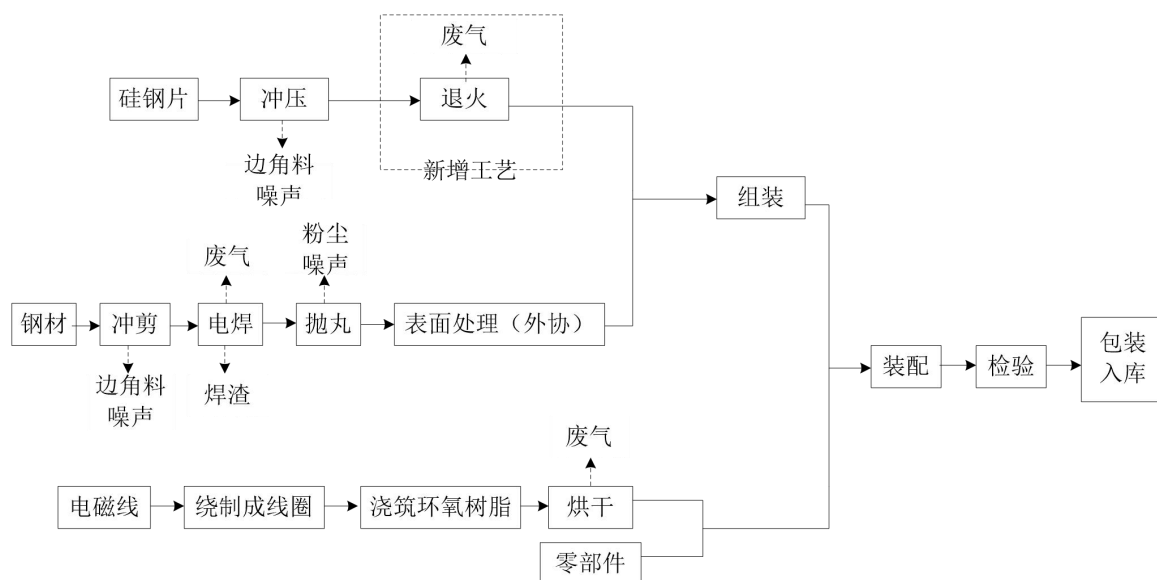 废气
硅钢片
冲压
退火
边角料
噪声
新增工艺
组装
粉尘
噪声
废气
钢材
冲剪
电焊
抛丸
表面处理（外协）
边角料
噪声
焊渣
装配
检验
包装
入库
废气
电磁线
绕制成线圈
浇筑环氧树脂
烘干
零部件